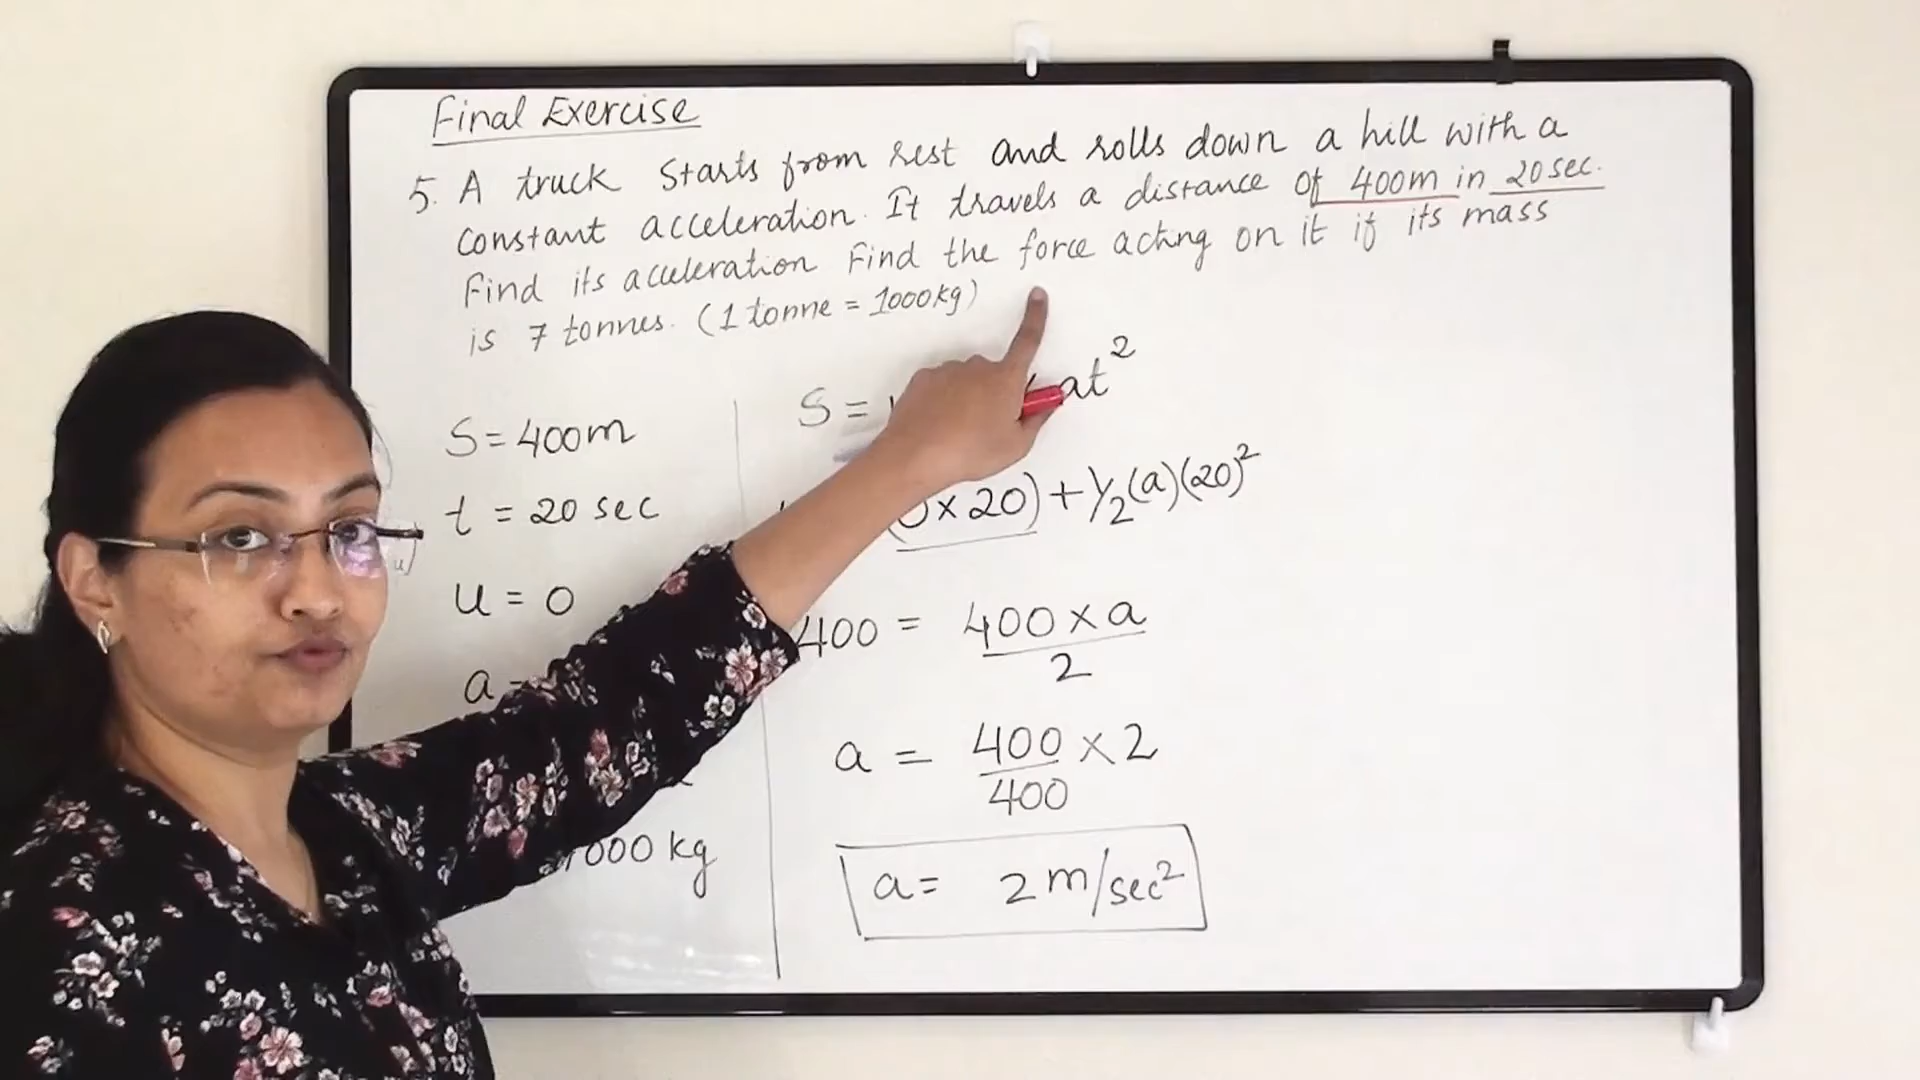 Final Exercise
5. A truck starts from rest and rolls down a hill with a
constant acceleration. It travels a distance of 400m in 20sec.
Find its acceleration Find the force acting on it if its mass
is 7 tonnes. (1 tonne = 1000kg)
S = 400m
t = 20 sec
u = 0
a =
000 kg
S = at²
× 20) + 1/2 (a) (20)²
400 = 400 × a / 2
a = 400 / 400 × 2
a = 2 m/sec²